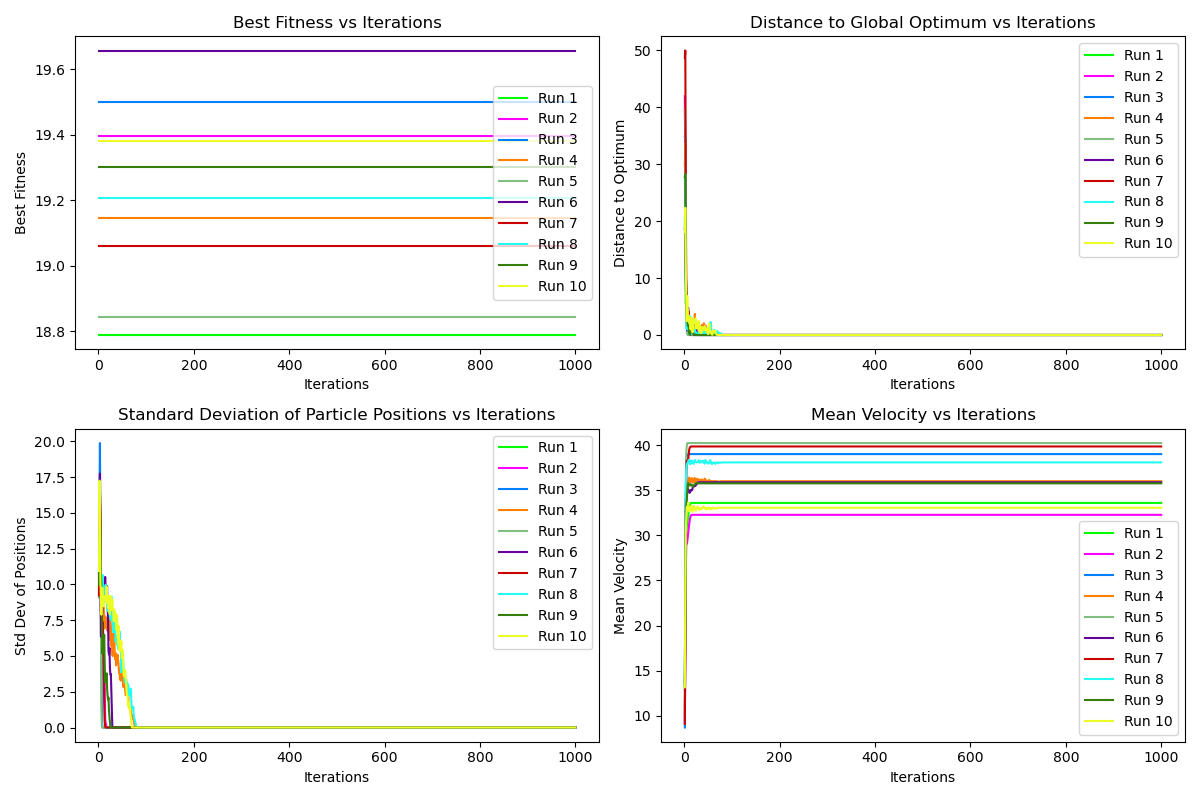 Best Fitness vs Iterations
Best Fitness
19.6
19.4
19.2
19.0
18.8
0 200 400 600 800 1000
Iterations
Run 1
Run 2
Run 3
Run 4
Run 5
Run 6
Run 7
Run 8
Run 9
Run 10
Distance to Global Optimum vs Iterations
Distance to Optimum
50
40
30
20
10
0
0 200 400 600 800 1000
Iterations
Run 1
Run 2
Run 3
Run 4
Run 5
Run 6
Run 7
Run 8
Run 9
Run 10
Standard Deviation of Particle Positions vs Iterations
Std Dev of Positions
20.0
17.5
15.0
12.5
10.0
7.5
5.0
2.5
0.0
0 200 400 600 800 1000
Iterations
Run 1
Run 2
Run 3
Run 4
Run 5
Run 6
Run 7
Run 8
Run 9
Run 10
Mean Velocity vs Iterations
Mean Velocity
40
35
30
25
20
15
10
0 200 400 600 800 1000
Iterations
Run 1
Run 2
Run 3
Run 4
Run 5
Run 6
Run 7
Run 8
Run 9
Run 10